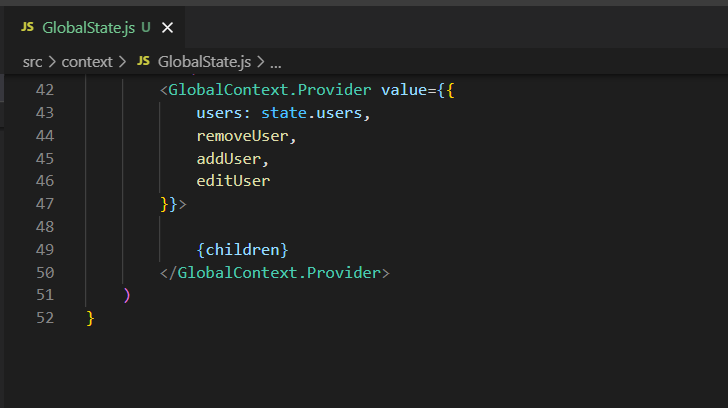 JS GlobalState.js U ×
src > context > JS GlobalState.js > ...
42 <GlobalContext.Provider value={{
43 users: state.users,
44 removeUser,
45 addUser,
46 editUser
47 }}>
48
49 {children}
50 </GlobalContext.Provider>
51 )
52 }